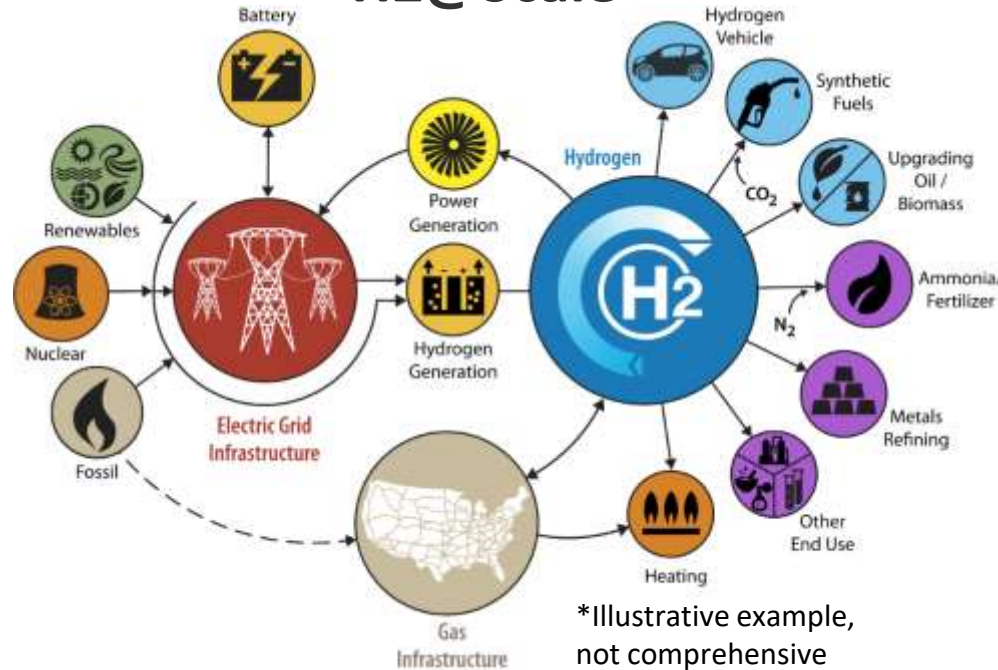 Battery
Hydrogen
Vehicle
Synthetic
Fuels
Hydrogen
Upgrading
Oil /
Biomass
CO2
Power
Generation
Renewables
H2
Ammonia/
Fertilizer
N2
Nuclear
Hydrogen
Generation
Electric Grid
Infrastructure
Metals
Refining
Fossil
Other
End Use
Heating
Gas
Infrastructure
*Illustrative example,
not comprehensive